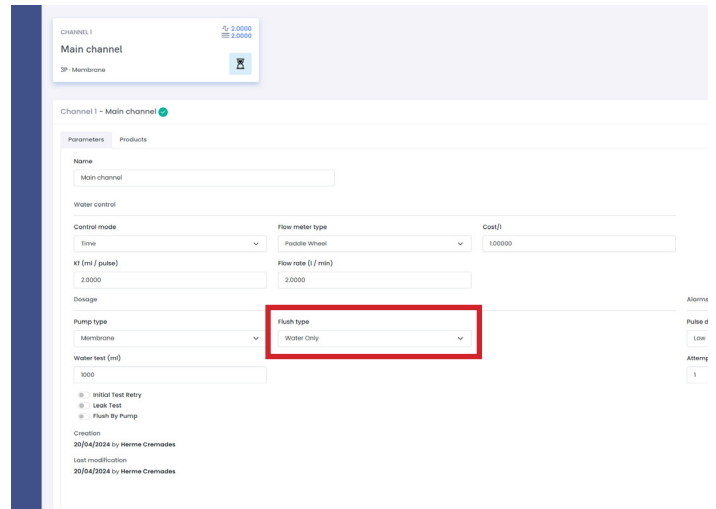 CHANNEL 1
2.0000
2.0000
Main channel
3P - Membrane
Channel 1 - Main channel
Parameters Products
Name
Main channel
Water control
Control mode Flow meter type Cost/l
Time Paddle Wheel 1.00000
Kf (ml / pulse) Flow rate (l / min)
2.0000 2.0000
Dosage Alarms
Pump type Flush type Pulse d
Membrane Water Only Low
Water test (ml) Attemp
1000 1
Initial Test Retry
Leak Test
Flush By Pump
Creation
20/04/2024 by Herme Cremades
Last modification
20/04/2024 by Herme Cremades